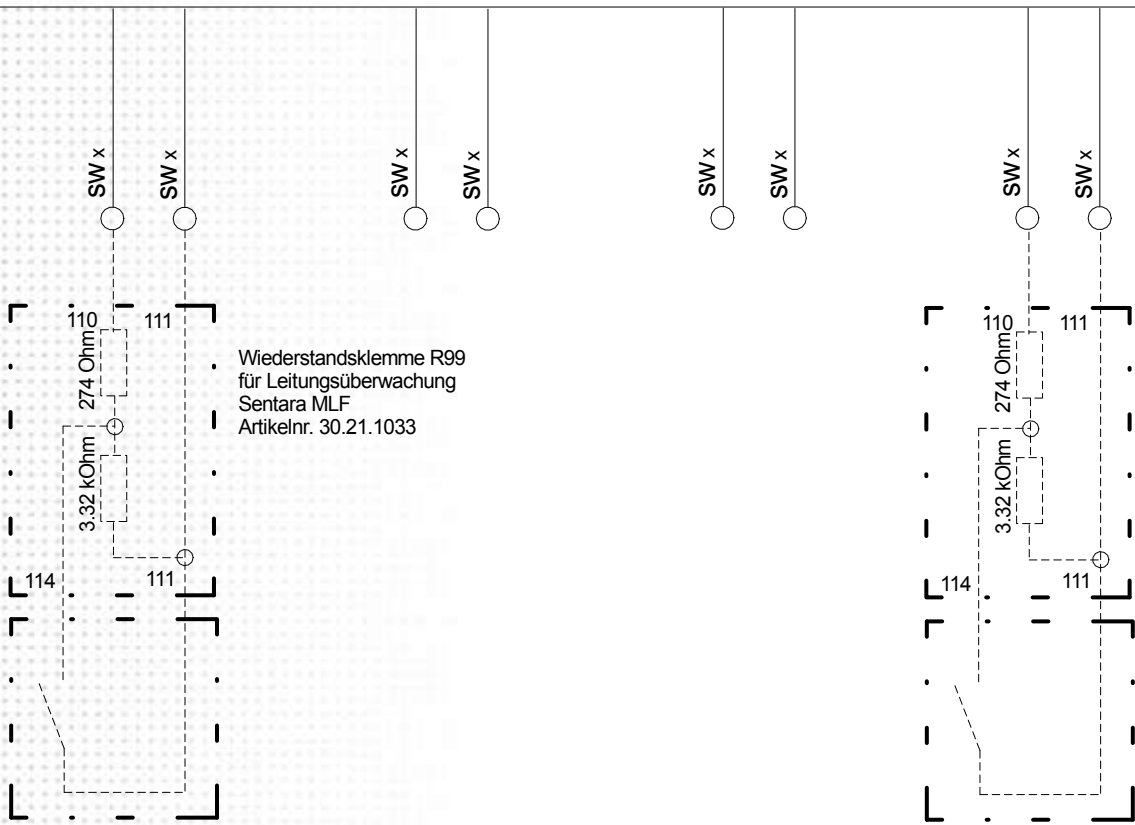 SW x
SW x
SW x
SW x
SW x
SW x
SW x
SW x
110
111
274 Ohm
3.32 kOhm
114
111
Wiederstandsklemme R99
für Leitungsüberwachung
Sentara MLF
Artikelnr. 30.21.1033
110
111
274 Ohm
3.32 kOhm
114
111